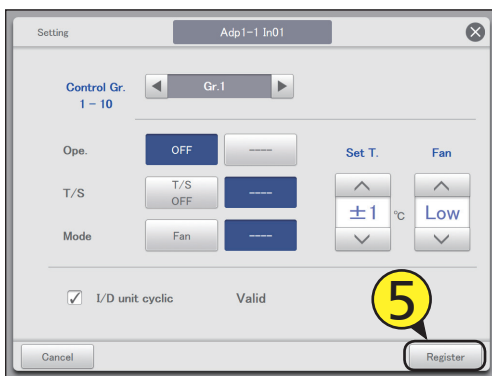 Setting
Adp1-1 In01
Control Gr.
1 - 10
Gr.1
Ope.
OFF
----
Set T.
Fan
T/S
T/S
OFF
----
±1
℃
Low
Mode
Fan
----
I/D unit cyclic
Valid
5
Cancel
Register